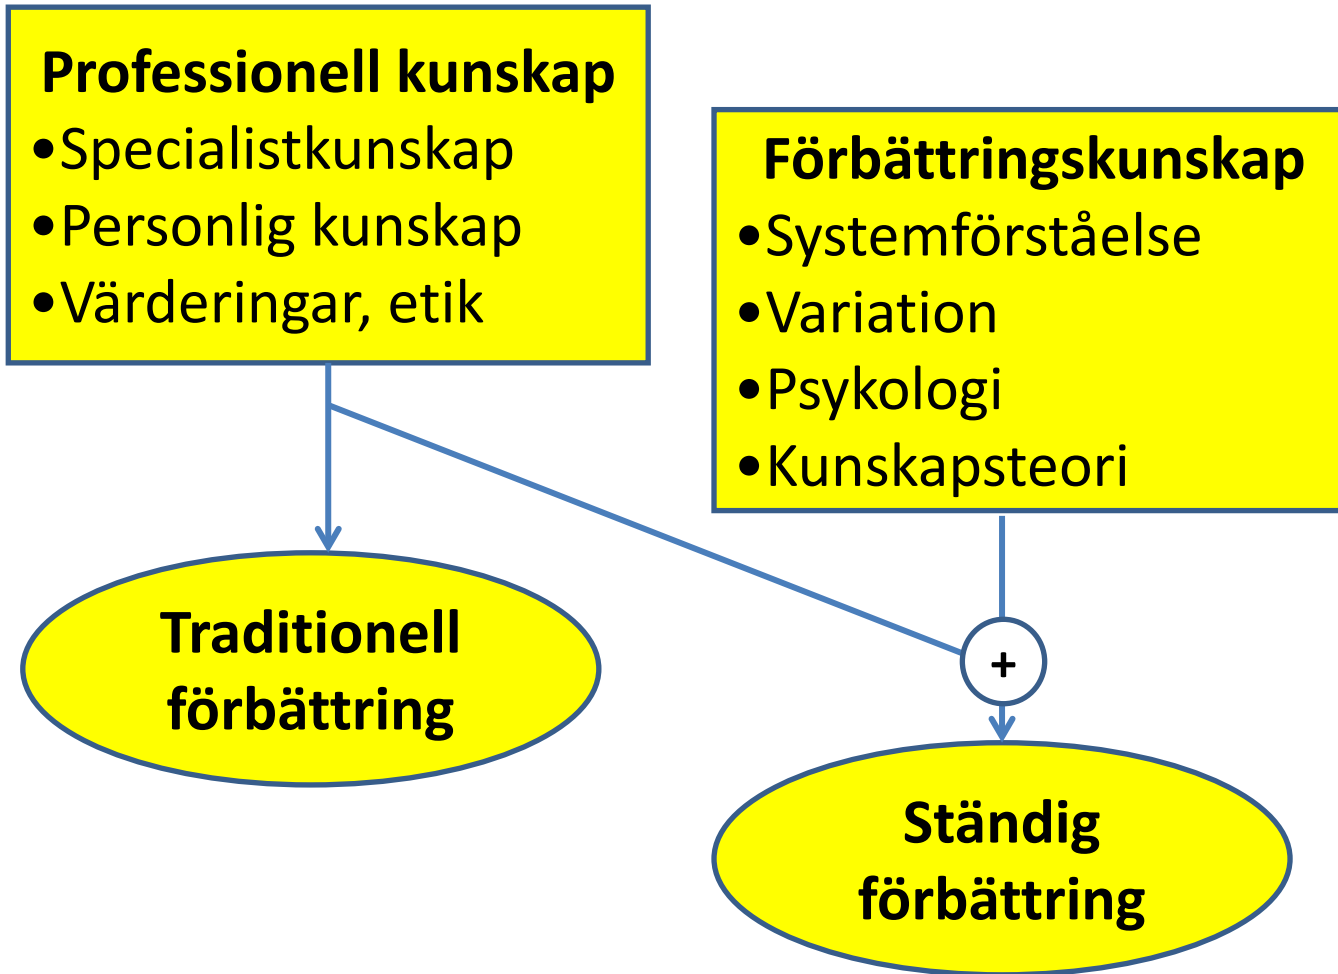 Professionell kunskap
•Specialistkunskap
•Personlig kunskap
•Värderingar, etik
Förbättringskunskap
•Systemförståelse
•Variation
•Psykologi
•Kunskapsteori
Traditionell
förbättring
+
Ständig
förbättring